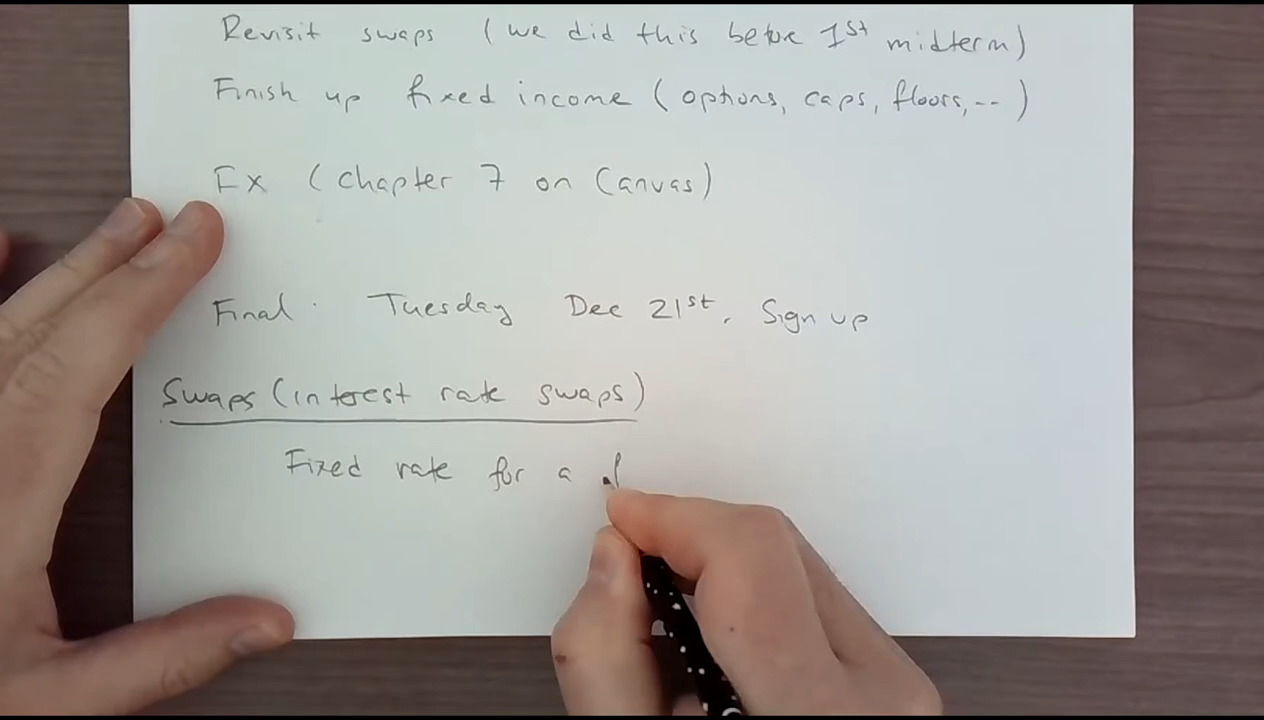 Revisit swaps (we did this before 1st midterm)
Finish up fixed income (options, caps, floors, -- )
FX (chapter 7 on Canvas)
Final. Tuesday Dec 21st. Sign up
Swaps (interest rate swaps)
Fixed rate for a f